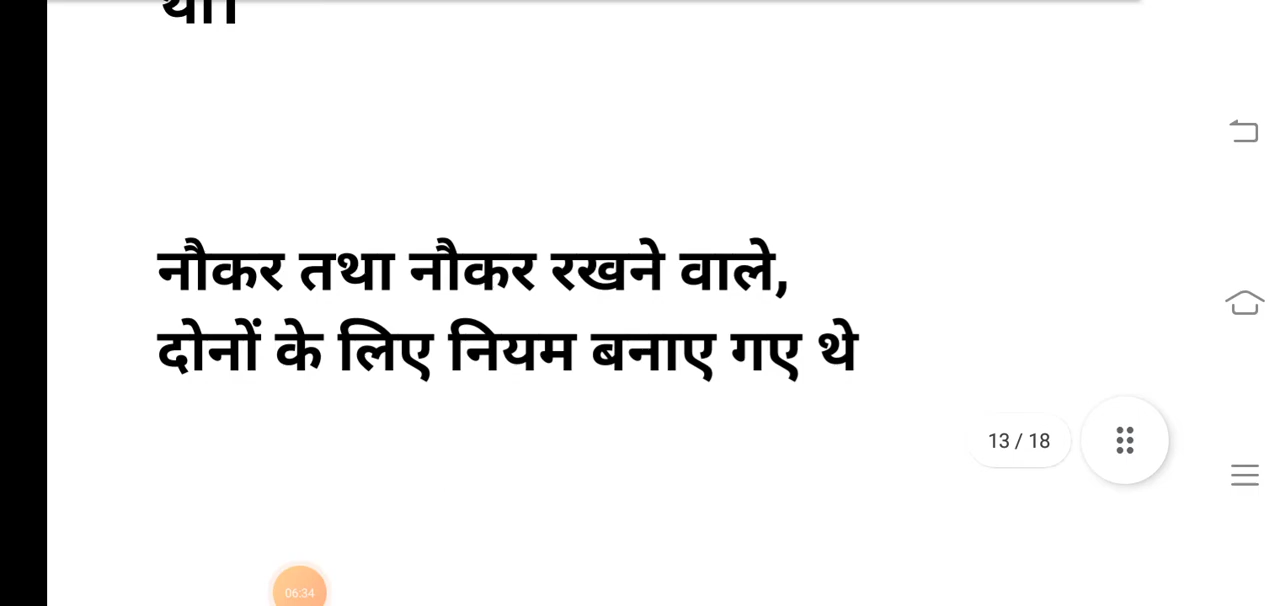 था।
नौकर तथा नौकर रखने वाले,
दोनों के लिए नियम बनाए गए थे
13 / 18
06:34